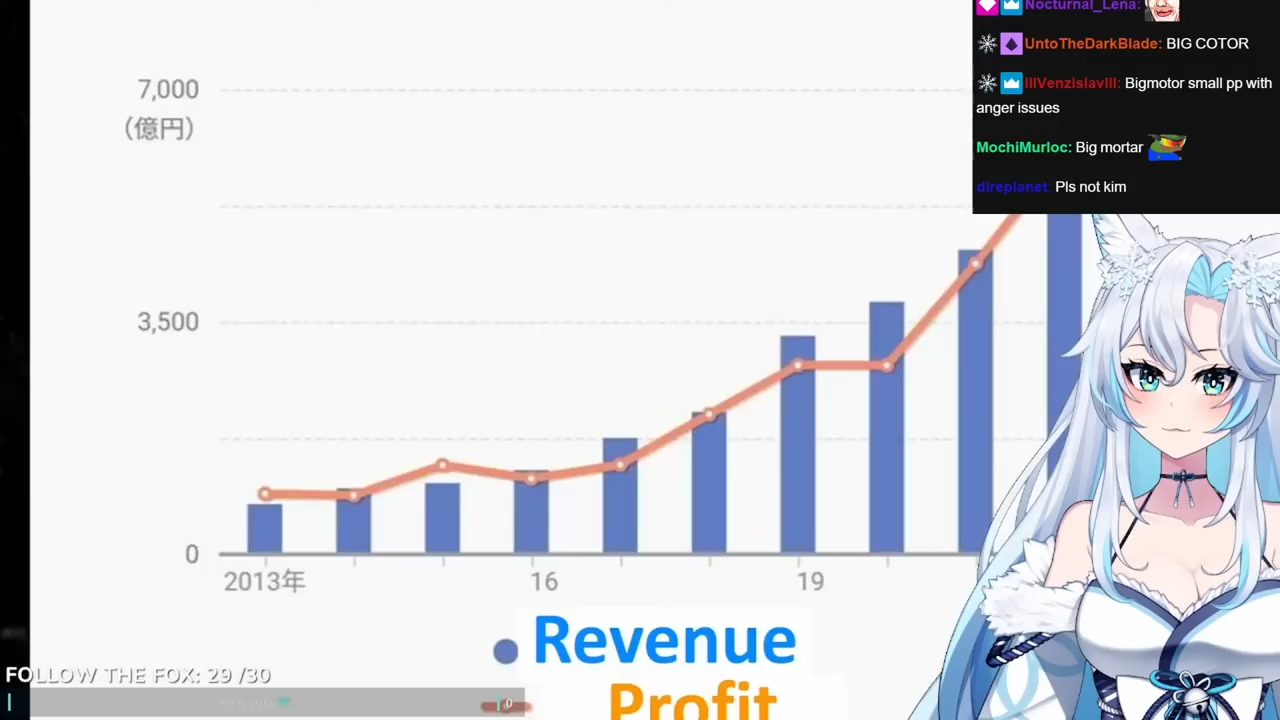 Nocturnal_Lena:
UntoTheDarkBlade: BIG COTOR
IIIVenzislavIII: Bigmotor small pp with
anger issues
MochiMurloc: Big mortar
direplanet: Pls not kim
7,000
(億円)
3,500
0
2013年 16 19
Revenue
Profit
FOLLOW THE FOX: 29 /30
0